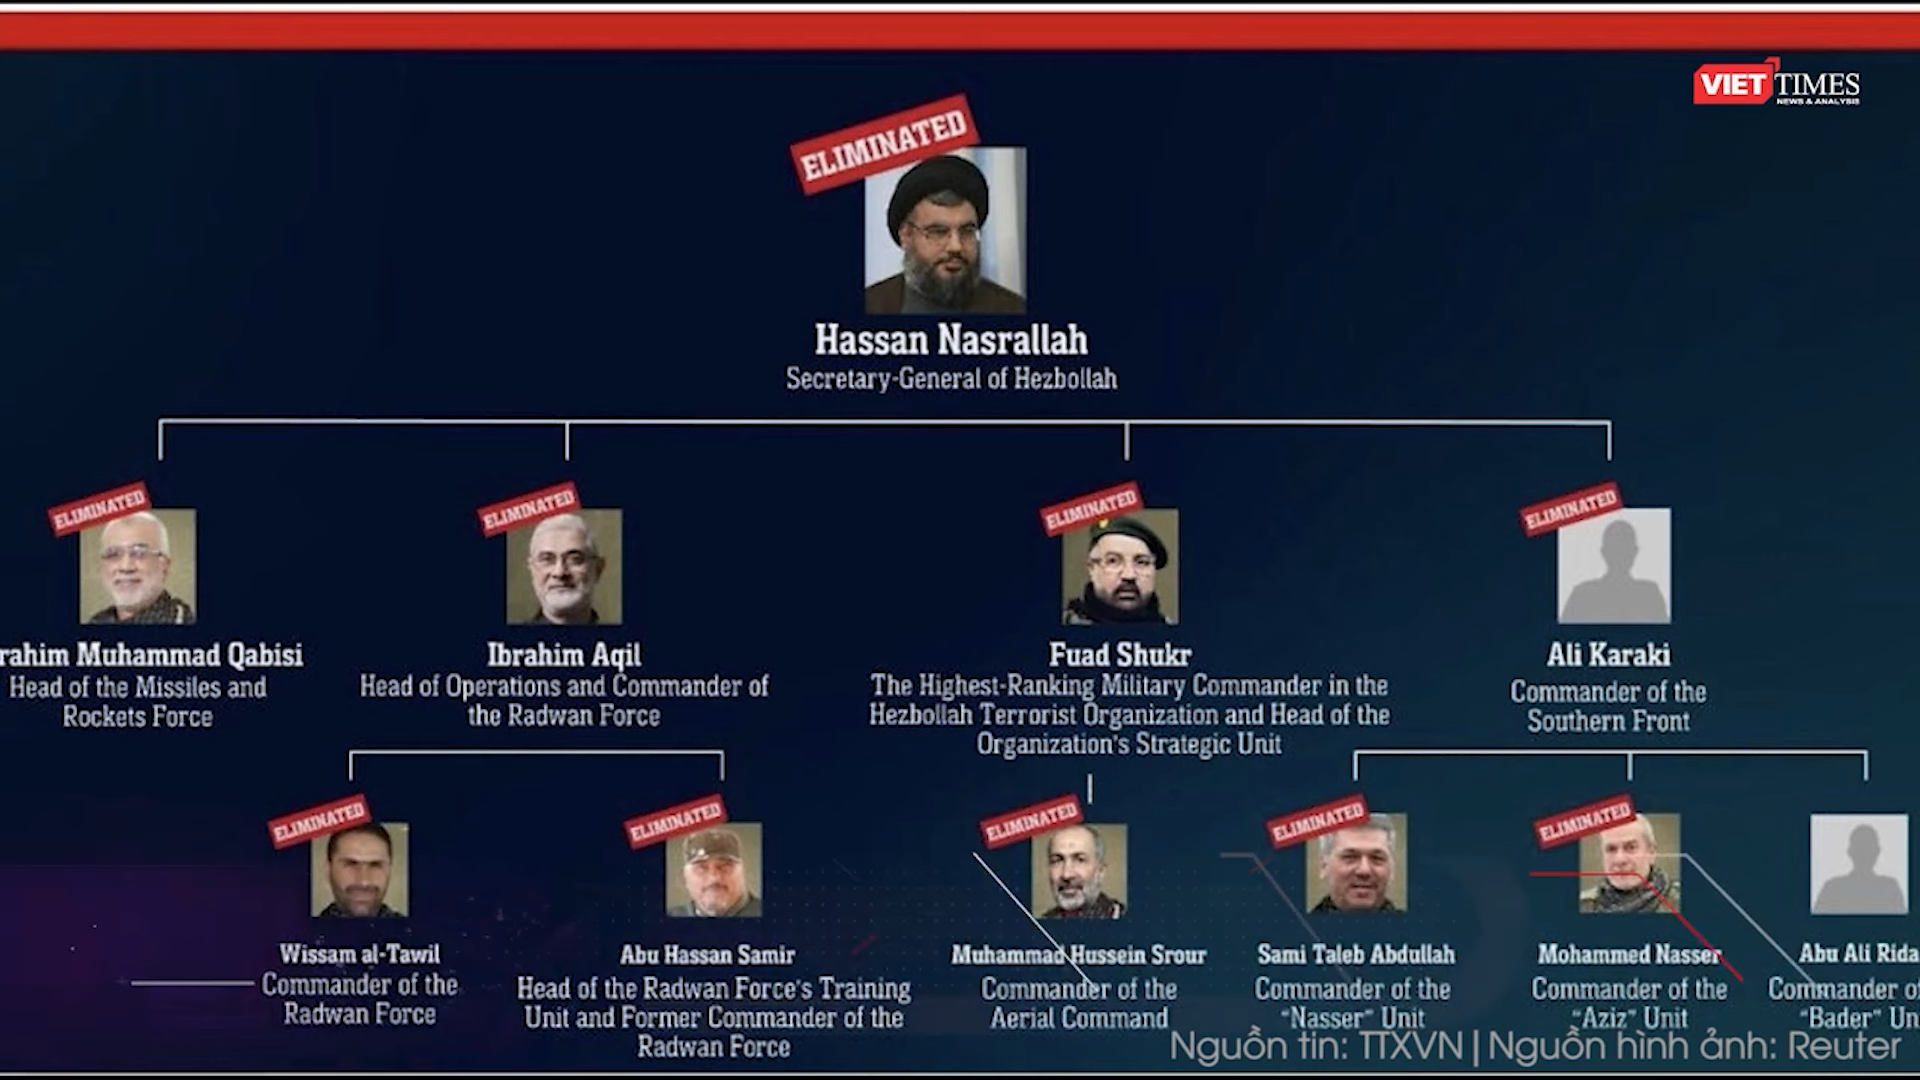 VIETTIMES
NEWS & ANALYSIS
ELIMINATED
Hassan Nasrallah
Secretary-General of Hezbollah
ELIMINATED
ELIMINATED
ELIMINATED
ELIMINATED
rahim Muhammad Qabisi
Head of the Missiles and
Rockets Force
Ibrahim Aqil
Head of Operations and Commander of
the Radwan Force
Fuad Shukr
The Highest-Ranking Military Commander in the
Hezbollah Terrorist Organization and Head of the
Organization's Strategic Unit
Ali Karaki
Commander of the
Southern Front
ELIMINATED
ELIMINATED
ELIMINATED
ELIMINATED
ELIMINATED
Wissam al-Tawil
Commander of the
Radwan Force
Abu Hassan Samir
Head of the Radwan Force's Training
Unit and Former Commander of the
Radwan Force
Muhammad Hussein Srour
Commander of the
Aerial Command
Sami Taleb Abdullah
Commander of the
"Nasser" Unit
Mohammed Nasser
Commander of the
"Aziz" Unit
Abu Ali Rida
Commander of
"Bader" Un
Nguồn tin: TTXVN | Nguồn hình ảnh: Reuter